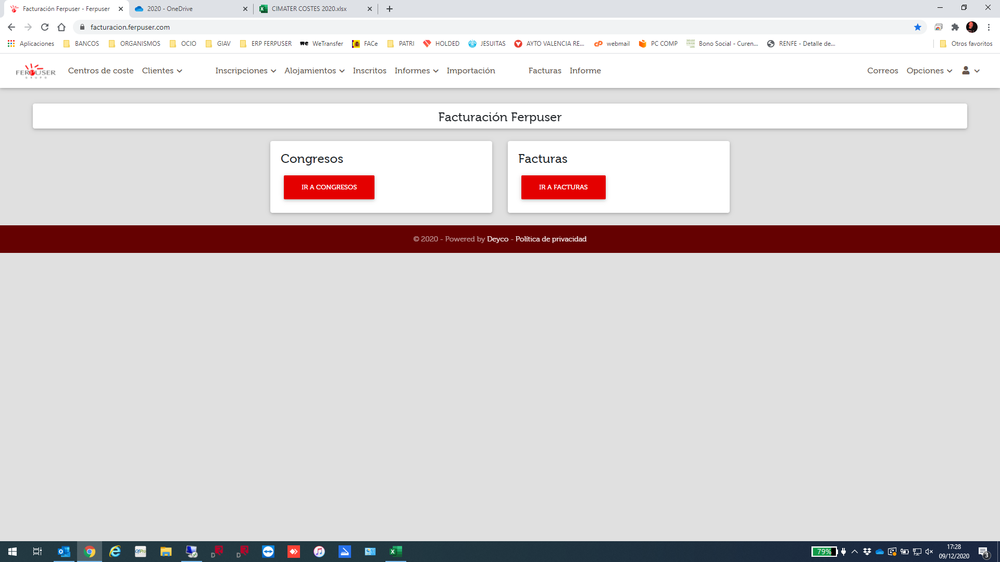 Facturación Ferpuser - Ferpuser
2020 - OneDrive
CIMATER COSTES 2020.xlsx
facturacion.ferpuser.com
Aplicaciones BANCOS ORGANISMOS OCIO GIAV ERP FERPUSER WeTransfer FACe PATRI HOLDED JESUITAS AYTO VALENCIA RE... webmail PC COMP Bono Social - Curen... RENFE - Detalle de... Otros favoritos
FERPUSER
GRUPO
Centros de coste Clientes Inscripciones Alojamientos Inscritos Informes Importación Facturas Informe Correos Opciones
Facturación Ferpuser
Congresos
IR A CONGRESOS
Facturas
IR A FACTURAS
© 2020 - Powered by Deyco - Política de privacidad
OfiPro
79%
17:28
09/12/2020
3